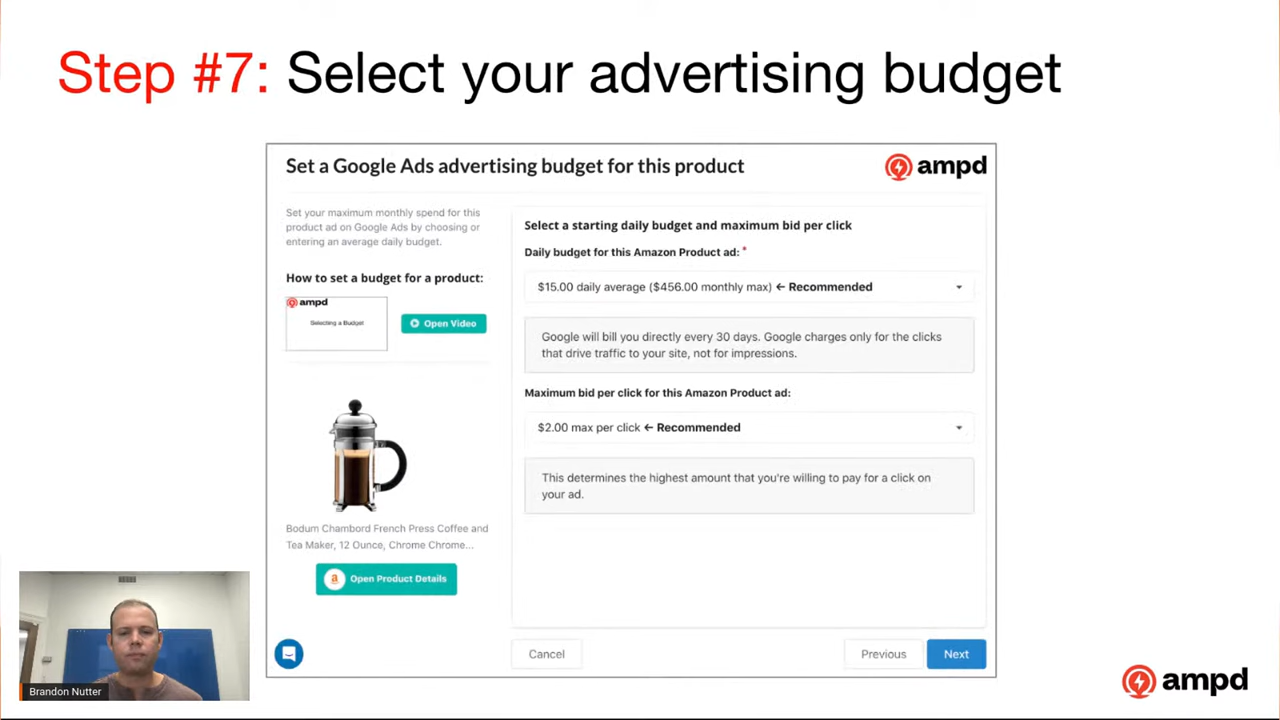 Step #7: Select your advertising budget
Set a Google Ads advertising budget for this product
ampd
Set your maximum monthly spend for this
product ad on Google Ads by choosing or
entering an average daily budget.
How to set a budget for a product:
ampd
Selecting a Budget
Open Video
Bodum Chambord French Press Coffee and
Tea Maker, 12 Ounce, Chrome Chrome...
a
Open Product Details
Select a starting daily budget and maximum bid per click
Daily budget for this Amazon Product ad: *
$15.00 daily average ($456.00 monthly max) ← Recommended
Google will bill you directly every 30 days. Google charges only for the clicks
that drive traffic to your site, not for impressions.
Maximum bid per click for this Amazon Product ad:
$2.00 max per click ← Recommended
This determines the highest amount that you're willing to pay for a click on
your ad.
Cancel
Previous
Next
Brandon Nutter
ampd